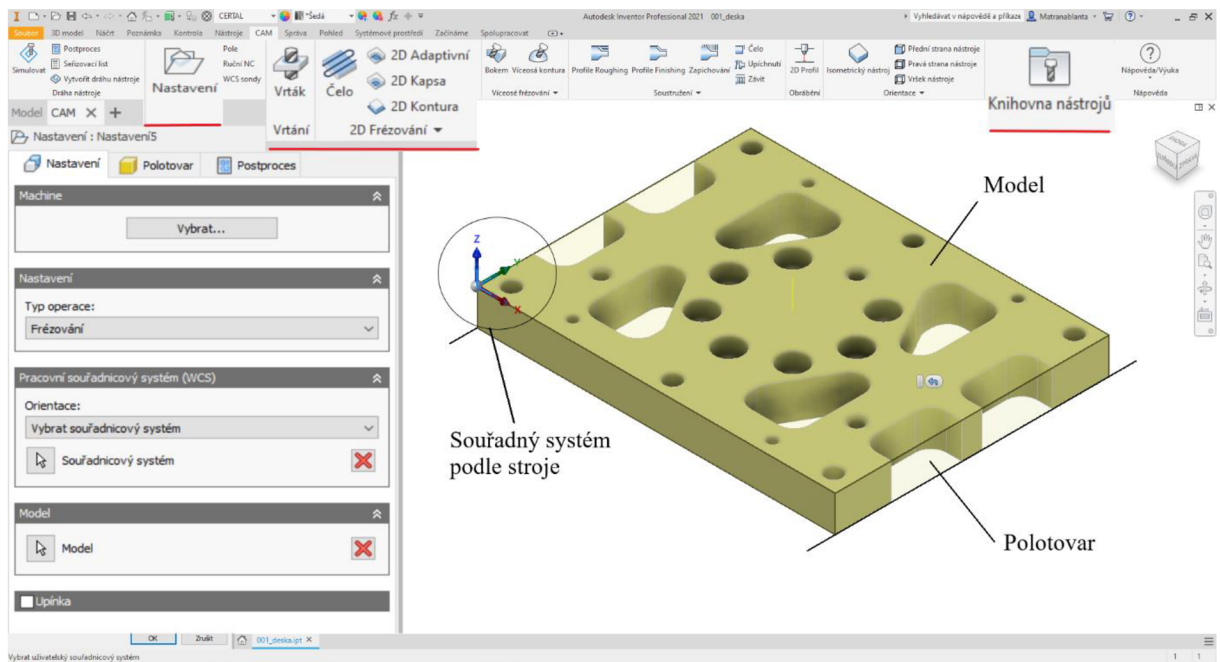 CERTAL
*Šedá
Autodesk Inventor Professional 2021 001_deska
Vyhledávat v nápovědě a příkaze
Matranablanta
Soubor 3D model Náčrt Poznámka Kontrola Nástroje CAM Správa Pohled Systémové prostředí Začínáme Spolupracovat
Simulovat
Postproces
Seřizovací list
Vytvořit dráhu nástroje
Dráha nástroje
Nastavení
Pole
Ruční NC
WCS sondy
Vrták
Vrtání
Čelo
2D Adaptivní
2D Kapsa
2D Kontura
2D Frézování
Bokem Víceosá kontura
Víceosé frézování
Profile Roughing Profile Finishing Zapichování
Čelo
Upíchnutí
Závit
Soustružení
2D Profil
Obrábění
Isometrický nástroj
Přední strana nástroje
Pravá strana nástroje
Vršek nástroje
Orientace
Knihovna nástrojů
Nápověda/Výuka
Nápověda
Model CAM
Nastavení : Nastavení5
Nastavení Polotovar Postproces
Machine
Vybrat...
Nastavení
Typ operace:
Frézování
Pracovní souřadnicový systém (WCS)
Orientace:
Vybrat souřadnicový systém
Souřadnicový systém
Model
Model
Upínka
OK Zrušit
001_deska.ipt
Vybrat uživatelský souřadnicový systém
1 1
Z
Y
X
Model
Souřadný systém
podle stroje
Polotovar